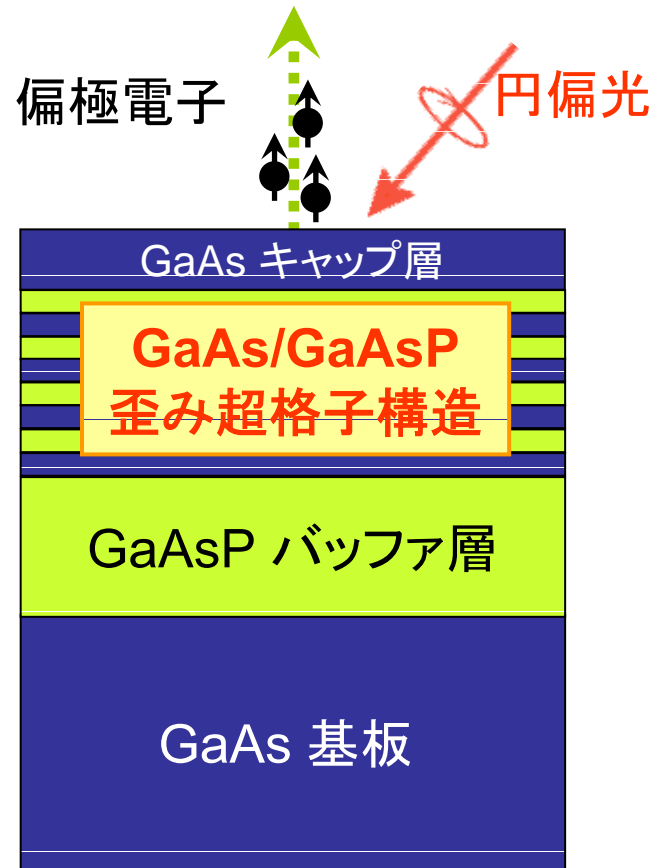 偏極電子
円偏光
GaAs キャップ層
GaAs/GaAsP
歪み超格子構造
GaAsP バッファ層
GaAs 基板